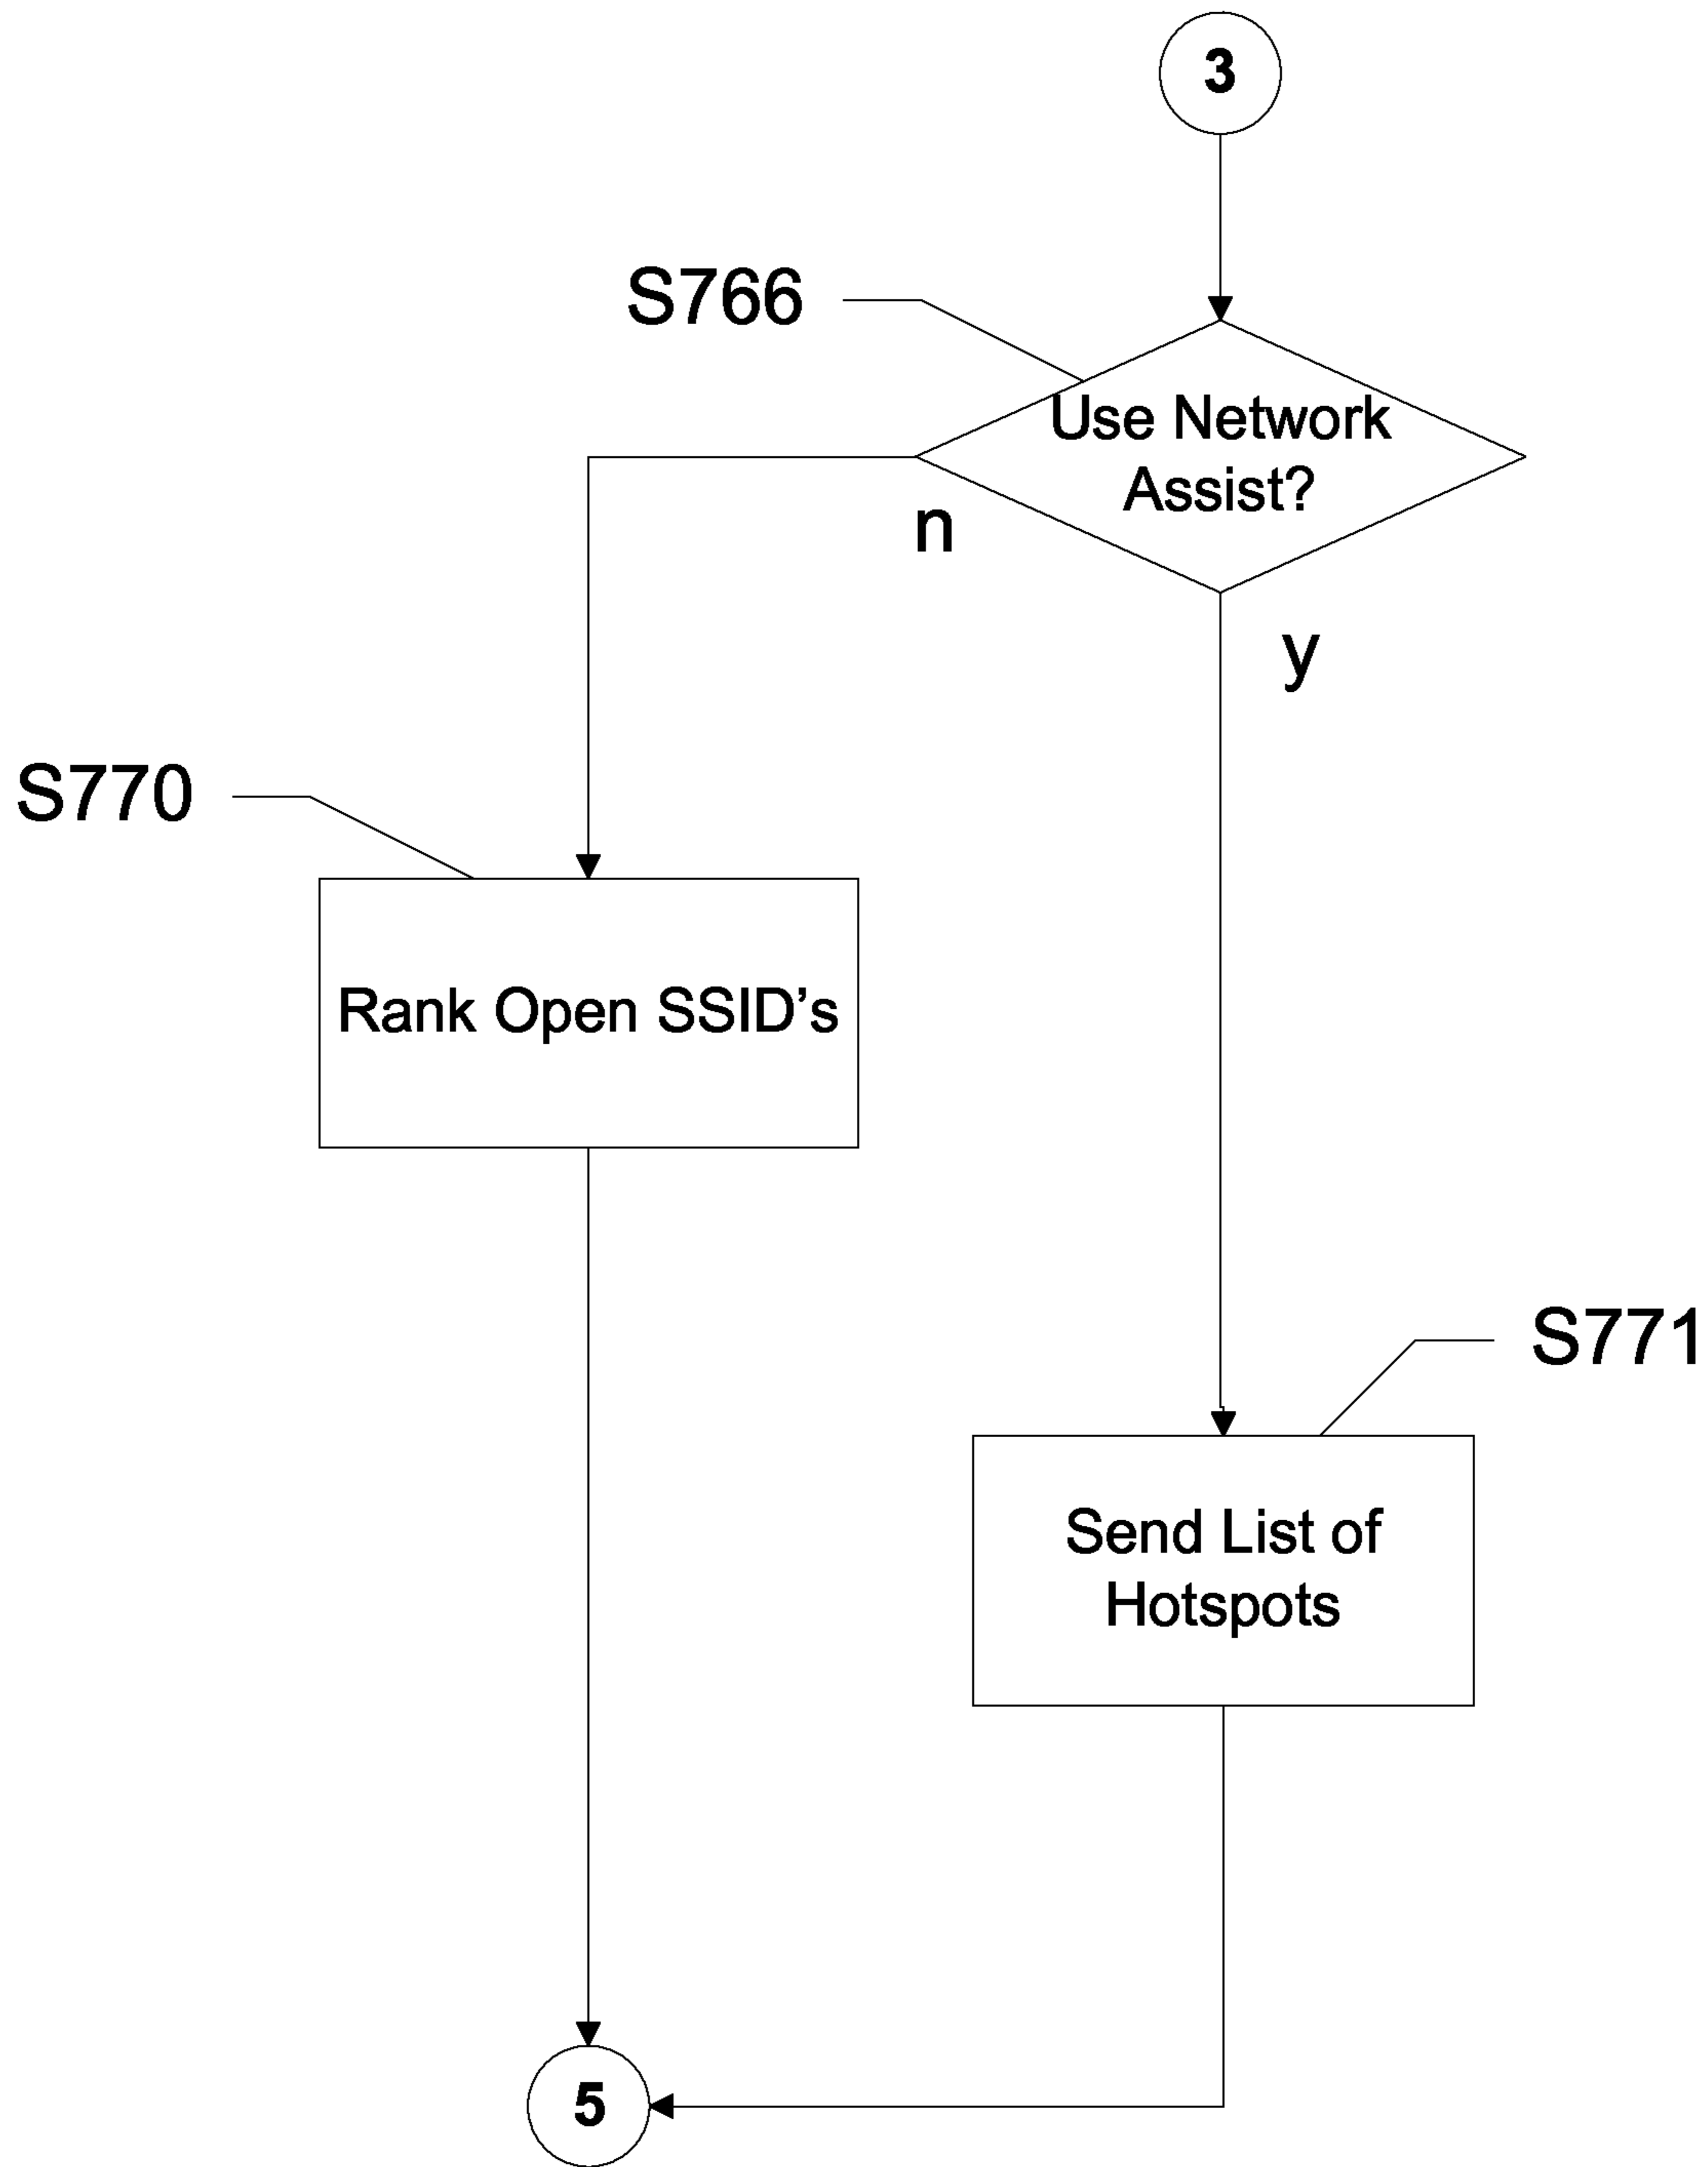 3
S766
Use Network
Assist?
n
y
S770
Rank Open SSID’s
S771
Send List of
Hotspots
5